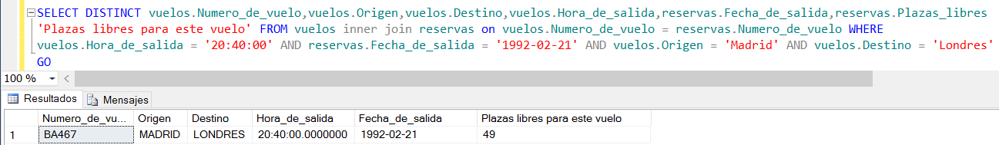 SELECT DISTINCT vuelos.Numero_de_vuelo,vuelos.Origen,vuelos.Destino,vuelos.Hora_de_salida,reservas.Fecha_de_salida,reservas.Plazas_libres
'Plazas libres para este vuelo' FROM vuelos inner join reservas on vuelos.Numero_de_vuelo = reservas.Numero_de_vuelo WHERE
vuelos.Hora_de_salida = '20:40:00' AND reservas.Fecha_de_salida = '1992-02-21' AND vuelos.Origen = 'Madrid' AND vuelos.Destino = 'Londres'
GO
100 %
Resultados Mensajes
Numero_de_vu... Origen Destino Hora_de_salida Fecha_de_salida Plazas libres para este vuelo
1 BA467 MADRID LONDRES 20:40:00.0000000 1992-02-21 49